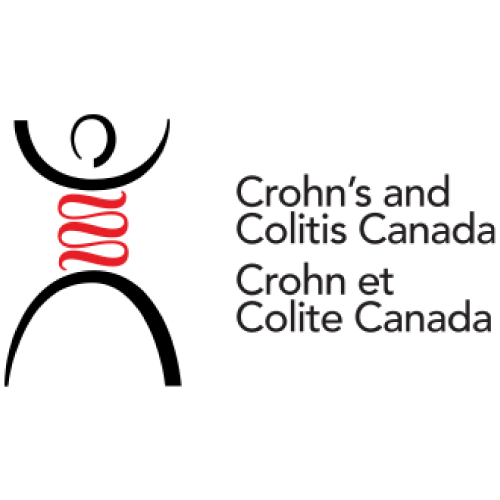 Crohn's and
Colitis Canada
Crohn et
Colite Canada